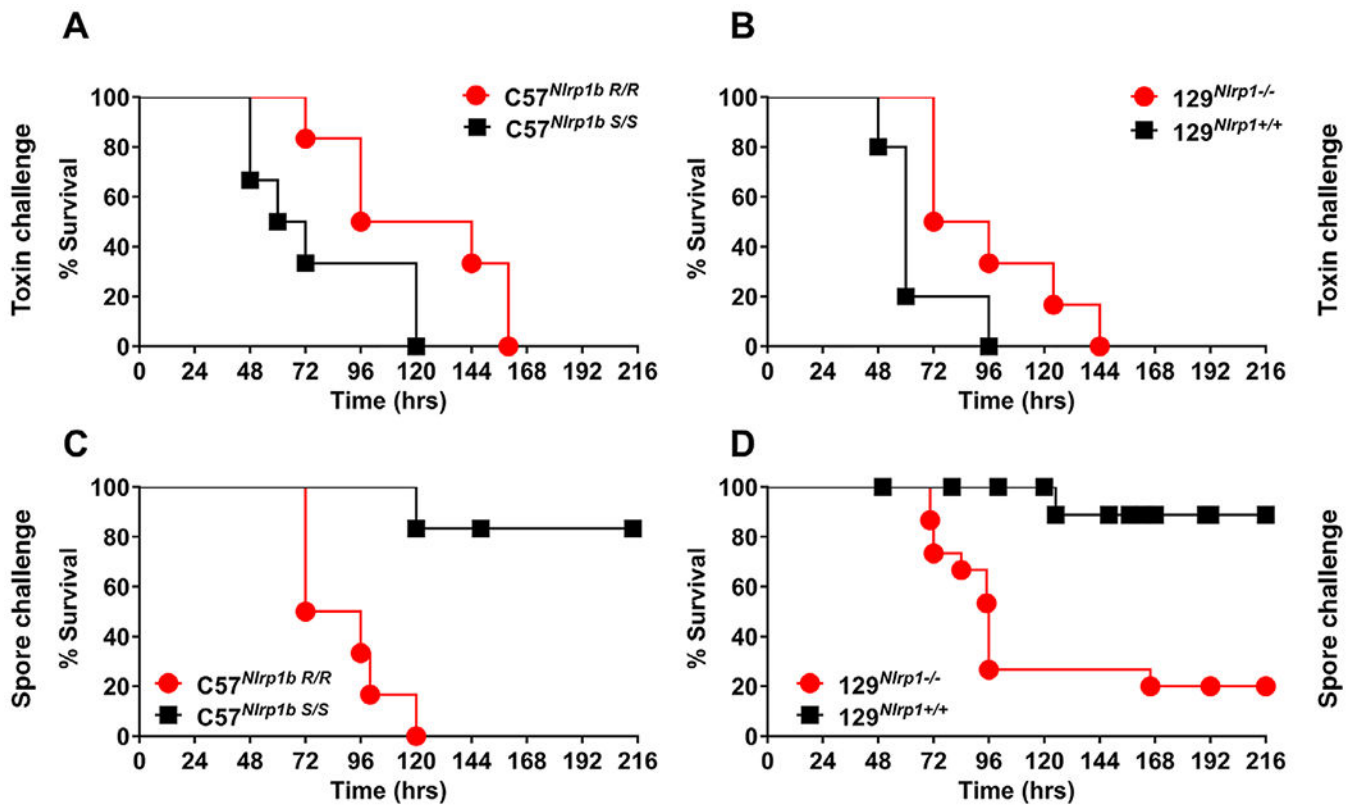 A
Toxin challenge
% Survival
100
80
60
40
20
0
C57Nlrp1b R/R
C57Nlrp1b S/S
0 24 48 72 96 120 144 168 192 216
Time (hrs)
B
% Survival
100
80
60
40
20
0
129Nlrp1-/-
129Nlrp1+/+
0 24 48 72 96 120 144 168 192 216
Time (hrs)
Toxin challenge
C
Spore challenge
% Survival
100
80
60
40
20
0
C57Nlrp1b R/R
C57Nlrp1b S/S
0 24 48 72 96 120 144 168 192 216
Time (hrs)
D
% Survival
100
80
60
40
20
0
129Nlrp1-/-
129Nlrp1+/+
0 24 48 72 96 120 144 168 192 216
Time (hrs)
Spore challenge